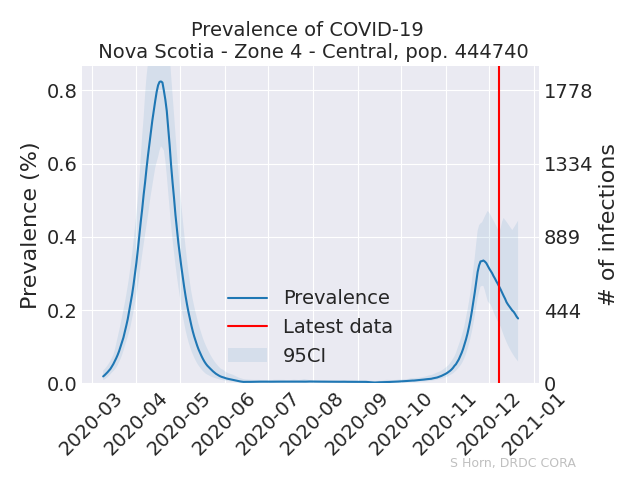 Prevalence of COVID-19
Nova Scotia - Zone 4 - Central, pop. 444740
Prevalence (%)
0.8
0.6
0.4
0.2
0.0
1778
1334
889
444
0
# of infections
Prevalence
Latest data
95CI
2020-03
2020-04
2020-05
2020-06
2020-07
2020-08
2020-09
2020-10
2020-11
2020-12
2021-01
S Horn, DRDC CORA